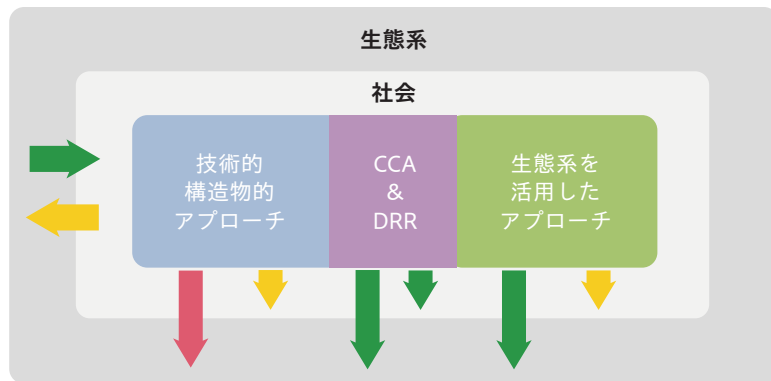 生態系
社会
技術的
構造物的
アプローチ
CCA
&
DRR
生態系を
活用した
アプローチ